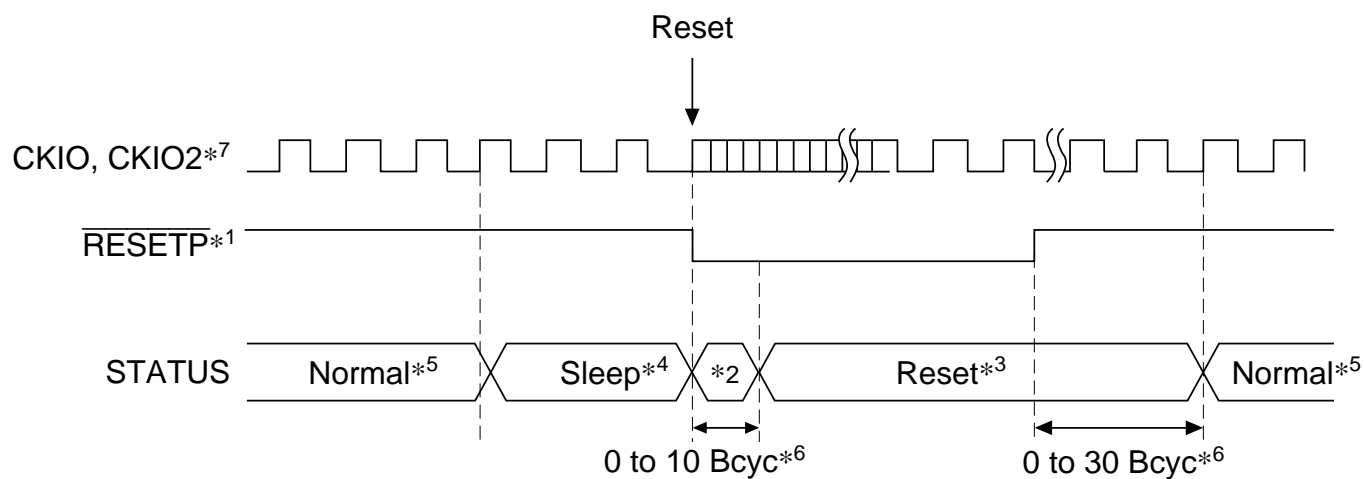 Reset
CKIO, CKIO2*7
RESETP*1
STATUS Normal*5 Sleep*4 *2 Reset*3 Normal*5
0 to 10 Bcyc*6 0 to 30 Bcyc*6